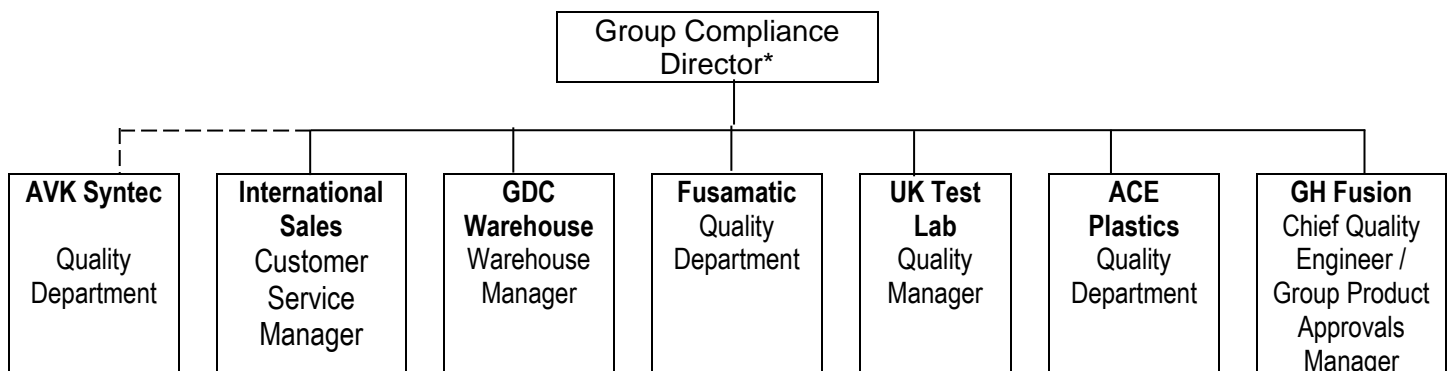 Group Compliance
Director*
AVK Syntec
Quality
Department
International
Sales
Customer
Service
Manager
GDC
Warehouse
Warehouse
Manager
Fusamatic
Quality
Department
UK Test
Lab
Quality
Manager
ACE
Plastics
Quality
Department
GH Fusion
Chief Quality
Engineer /
Group Product
Approvals
Manager